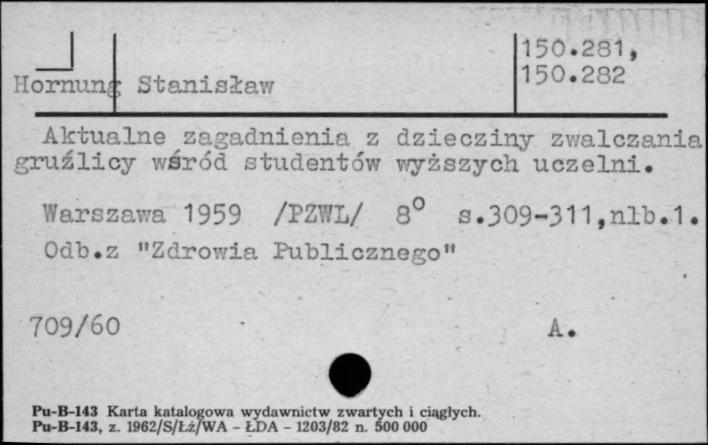 150.281,
Hornung Stanisław 150.282
Aktualne zagadnienia z dziecziny zwalczania
gruźlicy wśród studentów wyższych uczelni.
Warszawa 1959 /PZWL/ 8° s.309-311,nlb.1.
Odb.z "Zdrowia Publicznego"
709/60 A.
Pu-B-143 Karta katalogowa wydawnictw zwartych i ciągłych.
Pu-B-143, z. 1962/S/Łż/WA - ŁDA - 1203/82 n. 500 000